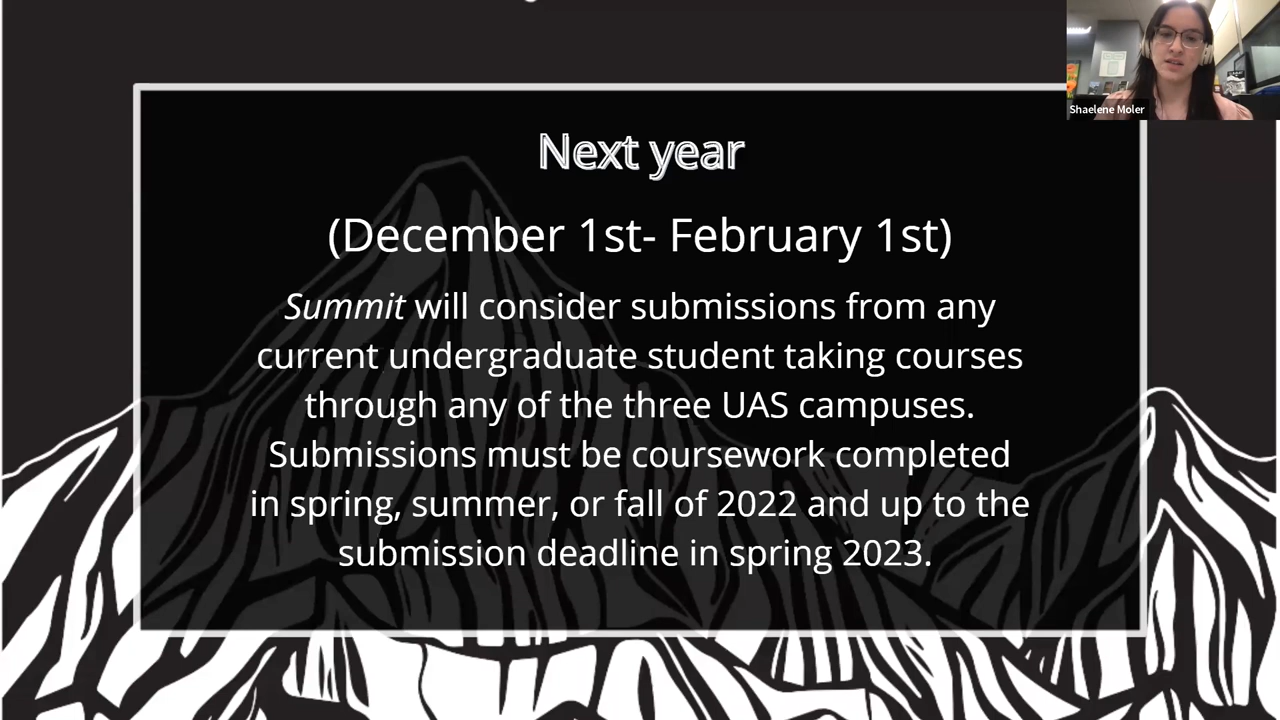 Shaelene Moler
Next year
(December 1st- February 1st)
Summit will consider submissions from any
current undergraduate student taking courses
through any of the three UAS campuses.
Submissions must be coursework completed
in spring, summer, or fall of 2022 and up to the
submission deadline in spring 2023.